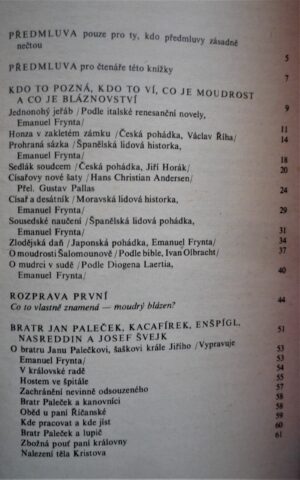 PŘEDMLUVA pouze pro ty, kdo předmluvy zásadně
nečtou 5
PŘEDMLUVA pro čtenáře této knížky 7
KDO TO POZNÁ, KDO TO VÍ, CO JE MOUDROST
A CO JE BLÁZNOVSTVÍ
Jednonohý jeřáb /Podle italské renesanční novely,
Emanuel Frynta/ 9
Honza v zakletém zámku /Česká pohádka, Václav Říha/ 11
Prohraná sázka /Španělská lidová historka, 14
Emanuel Frynta/ 18
Sedlák soudcem /Česká pohádka, Jiří Horák/ 20
Císařovy nové šaty /Hans Christian Andersen/
Přel. Gustav Pallas 24
Císař a desátník /Moravská lidová historka,
Emanuel Frynta/ 29
Sousedské naučení /Španělská lidová pohádka,
Emanuel Frynta/ 31
Zlodějská daň /Japonská pohádka, Emanuel Frynta/ 34
O moudrosti Šalomounově /Podle bible, Ivan Olbracht/ 37
O mudrci v sudě /Podle Diogena Laertia,
Emanuel Frynta/ 40
ROZPRAVA PRVNÍ
Co to vlastně znamená — moudrý blázen? 44
BRATR JAN PALEČEK, KACAFÍREK, ENŠPÍGL,
NASREDDIN A JOSEF ŠVEJK 51
O bratru Janu Palečkovi, šaškovi krále Jiřího /Vypravuje 53
Emanuel Frynta/ 53
V královské radě 54
Hostem ve špitále 55
Zachránění nevinně odsouzeného 57
Bratr Paleček a kanovníci 58
Oběd u paní Říčanské 58
Kde pracovat a kde jíst 59
Bratr Paleček a lupič 60
Zbožná pouť paní královny 61
Nalezení těla Kristova